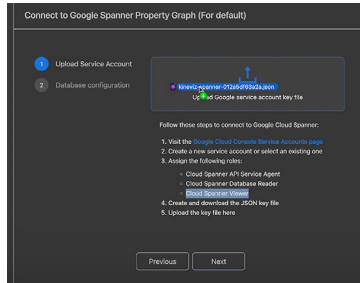 Connect to Google Spanner Property Graph (For default)
1 Upload Service Account
2 Database configuration
kineviz-spanner-012a5df83a2a.json
Upload Google service account key file
Follow these steps to connect to Google Cloud Spanner:
1. Visit the Google Cloud Console Service Accounts page
2. Create a new service account or select an existing one
3. Assign the following roles:
Cloud Spanner API Service Agent
Cloud Spanner Database Reader
Cloud Spanner Viewer
4. Create and download the JSON key file
5. Upload the key file here
Previous
Next